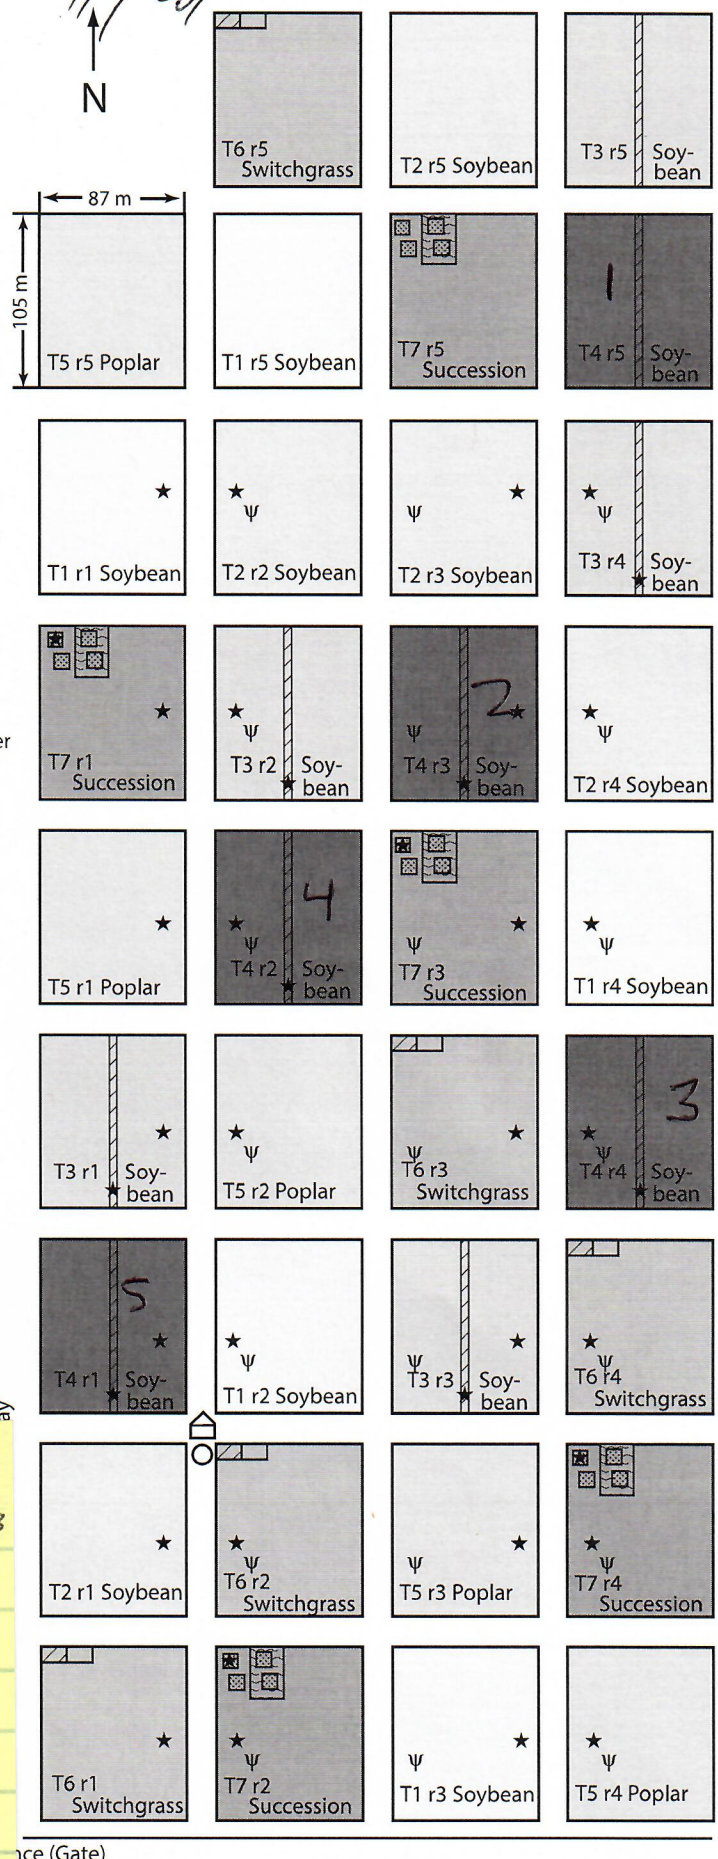 N
T6 r5
Switchgrass
T2 r5 Soybean
T3 r5 Soy-
bean
87 m
105 m
T5 r5 Poplar
T1 r5 Soybean
T7 r5
Succession
1
T4 r5 Soy-
bean
T1 r1 Soybean
ψ
T2 r2 Soybean
ψ
T2 r3 Soybean
ψ
T3 r4 Soy-
bean
T7 r1
Succession
ψ
T3 r2 Soy-
bean
2
ψ
T4 r3 Soy-
bean
ψ
T2 r4 Soybean
T5 r1 Poplar
4
ψ
T4 r2 Soy-
bean
ψ
T7 r3
Succession
ψ
T1 r4 Soybean
T3 r1 Soy-
bean
ψ
T5 r2 Poplar
ψ
T6 r3
Switchgrass
3
ψ
T4 r4 Soy-
bean
5
T4 r1 Soy-
bean
ψ
T1 r2 Soybean
ψ
T3 r3 Soy-
bean
ψ
T6 r4
Switchgrass
T2 r1 Soybean
ψ
T6 r2
Switchgrass
ψ
T5 r3 Poplar
ψ
T7 r4
Succession
T6 r1
Switchgrass
ψ
T7 r2
Succession
ψ
T1 r3 Soybean
ψ
T5 r4 Poplar
(Gate)